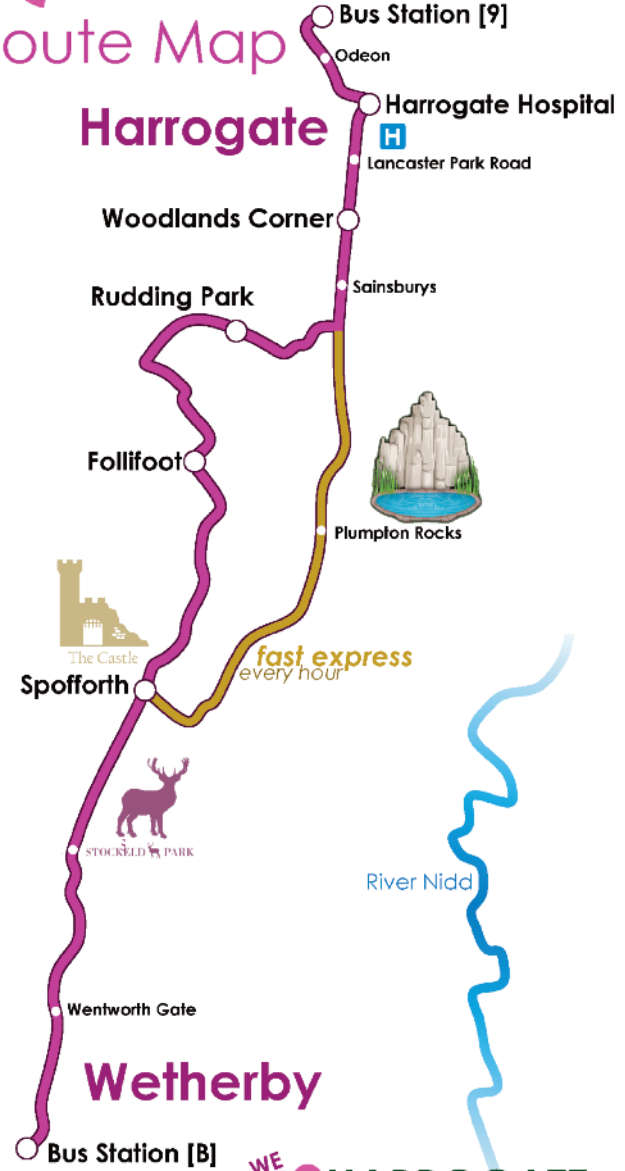 Bus Station [9]
oute Map
Odeon
Harrogate Hospital
Harrogate
H
Lancaster Park Road
Woodlands Corner
Sainsburys
Rudding Park
Follifoot
Plumpton Rocks
The Castle
fast express
every hour
Spofforth
STOCKELD PARK
River Nidd
Wentworth Gate
Wetherby
Bus Station [B]
WE